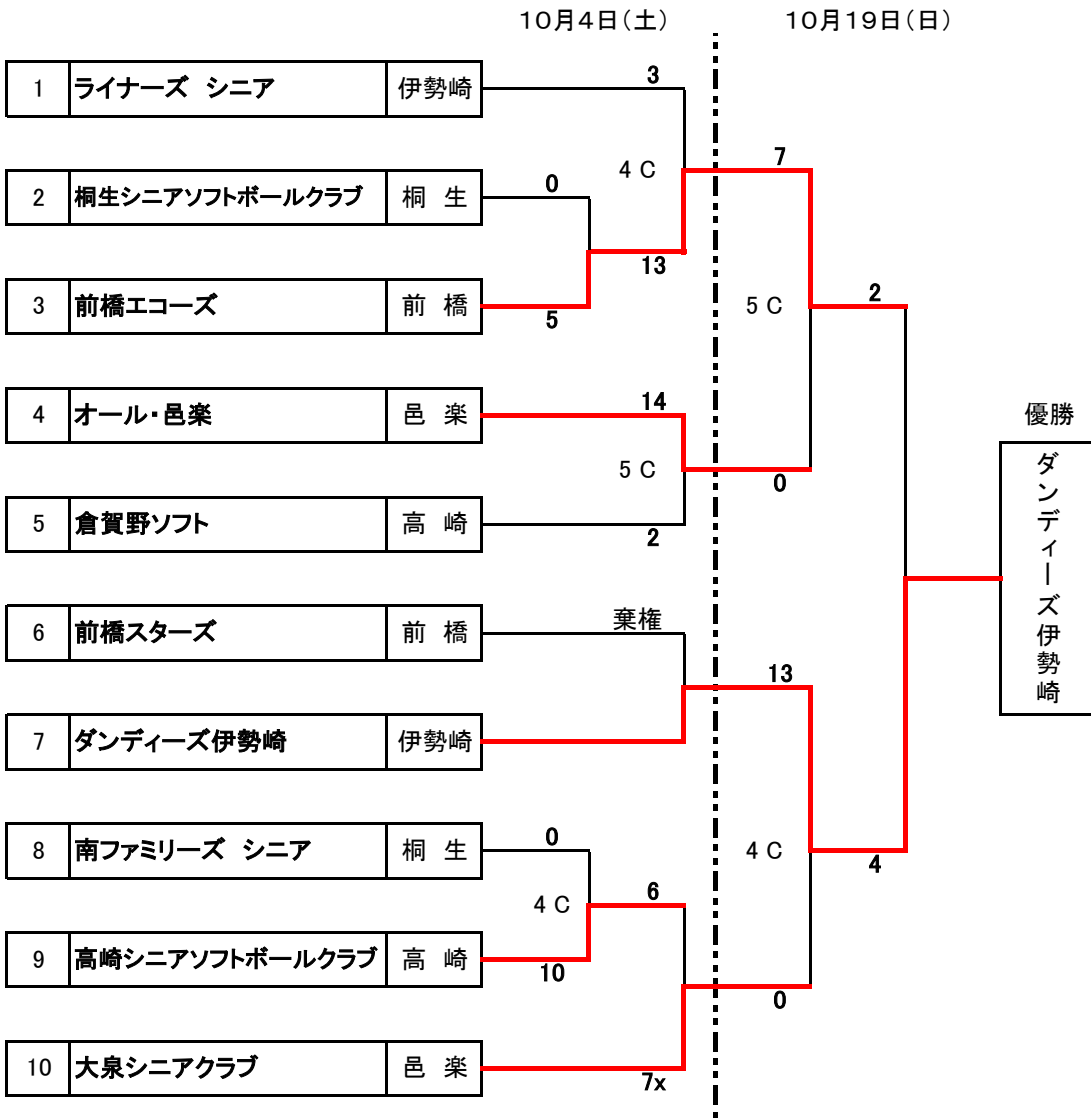 10月4日(土) 10月19日(日)
1 ライナーズ シニア 伊勢崎 3
4C 7
2 桐生シニアソフトボールクラブ 桐生 0
13
3 前橋エコーズ 前橋 5
5C 2
4 オール・邑楽 邑楽 14
5C 0
5 倉賀野ソフト 高崎 2
優勝
ダンディーズ伊勢崎
6 前橋スターズ 前橋 棄権
13
7 ダンディーズ伊勢崎 伊勢崎
8 南ファミリーズ シニア 桐生 0
4C 4
4C 6
9 高崎シニアソフトボールクラブ 高崎 10
0
10 大泉シニアクラブ 邑楽 7x